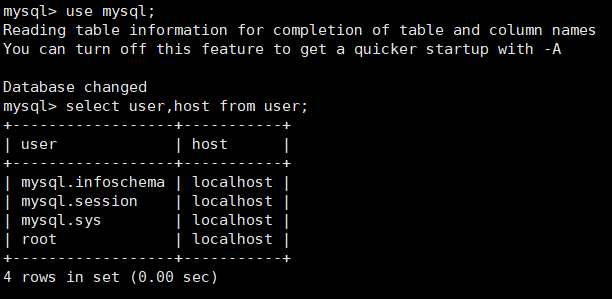 mysql> use mysql;
Reading table information for completion of table and column names
You can turn off this feature to get a quicker startup with -A

Database changed
mysql> select user,host from user;
+------------------+-----------+
| user             | host      |
+------------------+-----------+
| mysql.infoschema | localhost |
| mysql.session    | localhost |
| mysql.sys        | localhost |
| root             | localhost |
+------------------+-----------+
4 rows in set (0.00 sec)